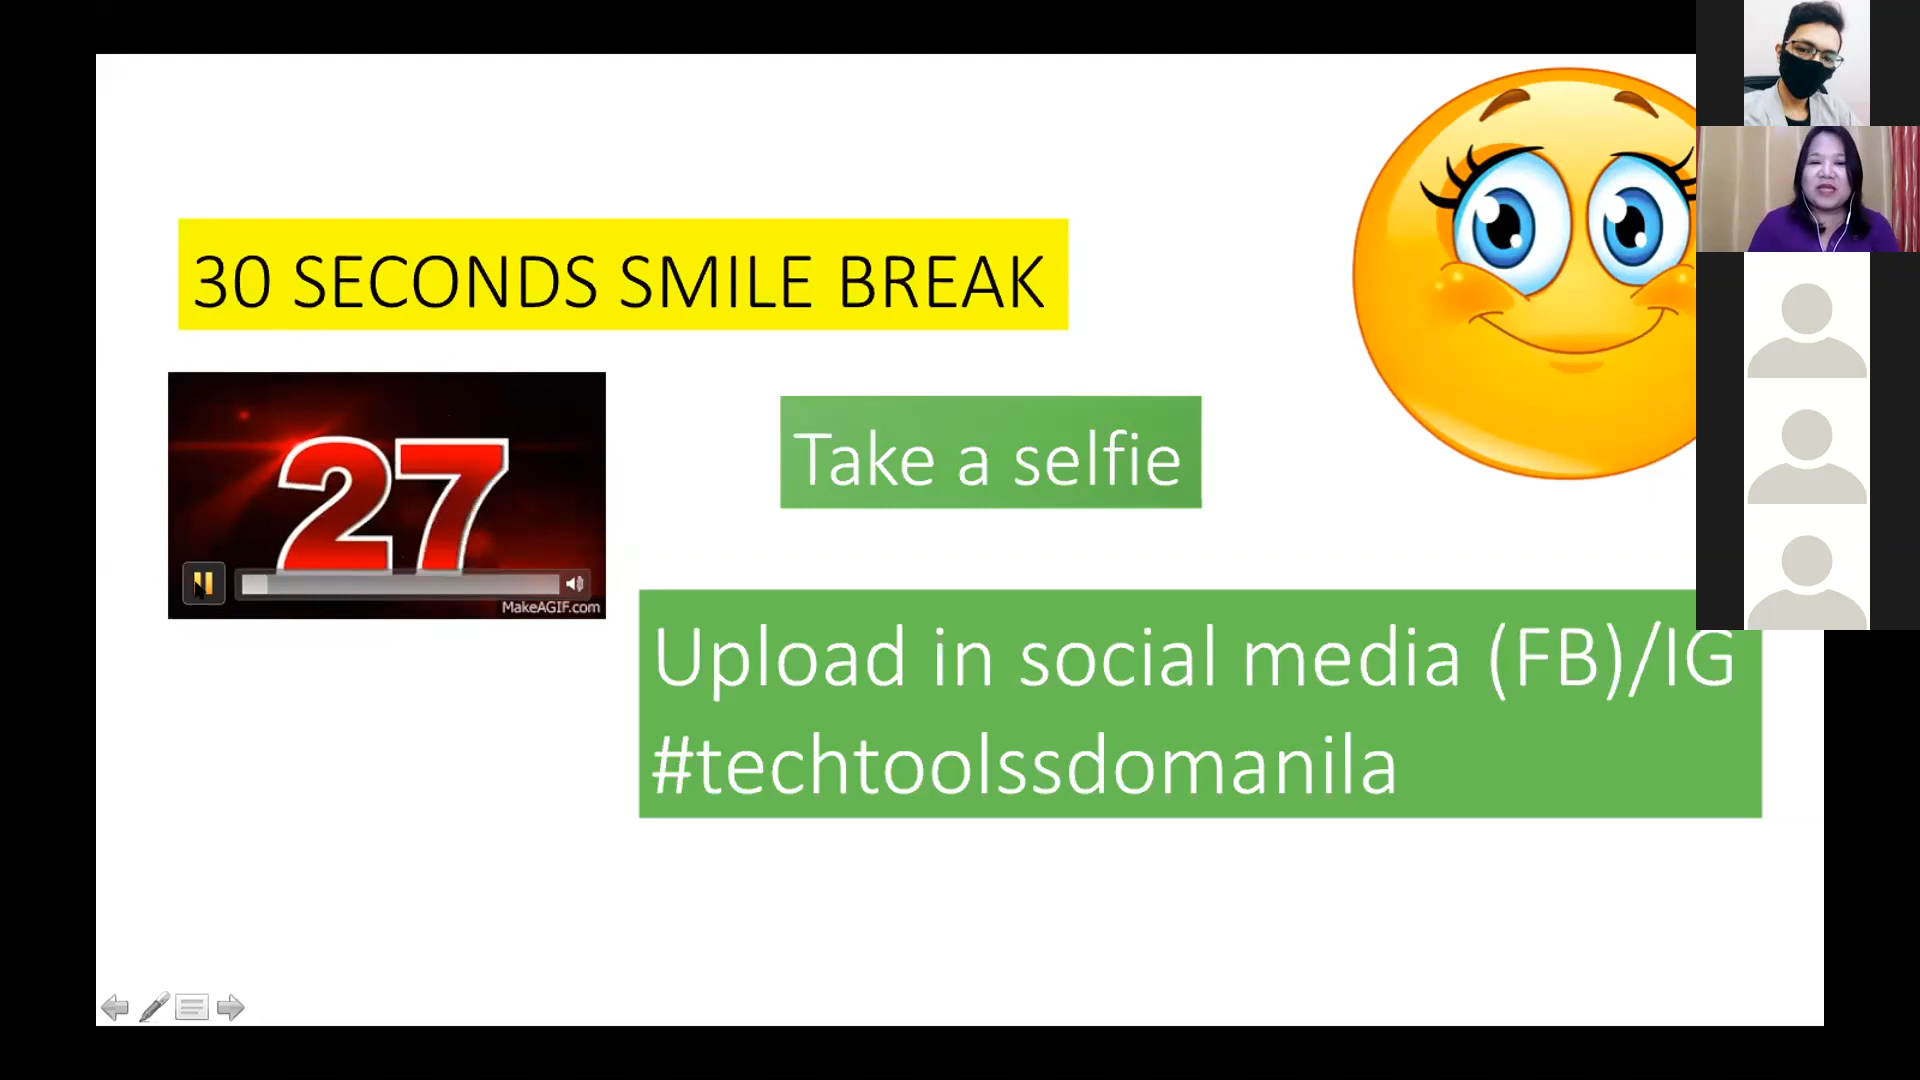 30 SECONDS SMILE BREAK
27
MakeAGIF.com
Take a selfie
Upload in social media (FB)/IG
#techtoolssdomanila